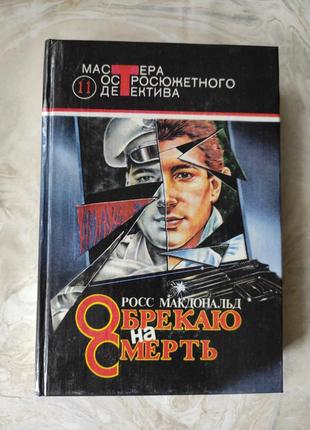 МАСТЕРА
ОСТРОСЮЖЕТНОГО
ДЕТЕКТИВА
11
РОСС МАКДОНАЛЬД
ОБРЕКАЮ
на
СМЕРТЬ